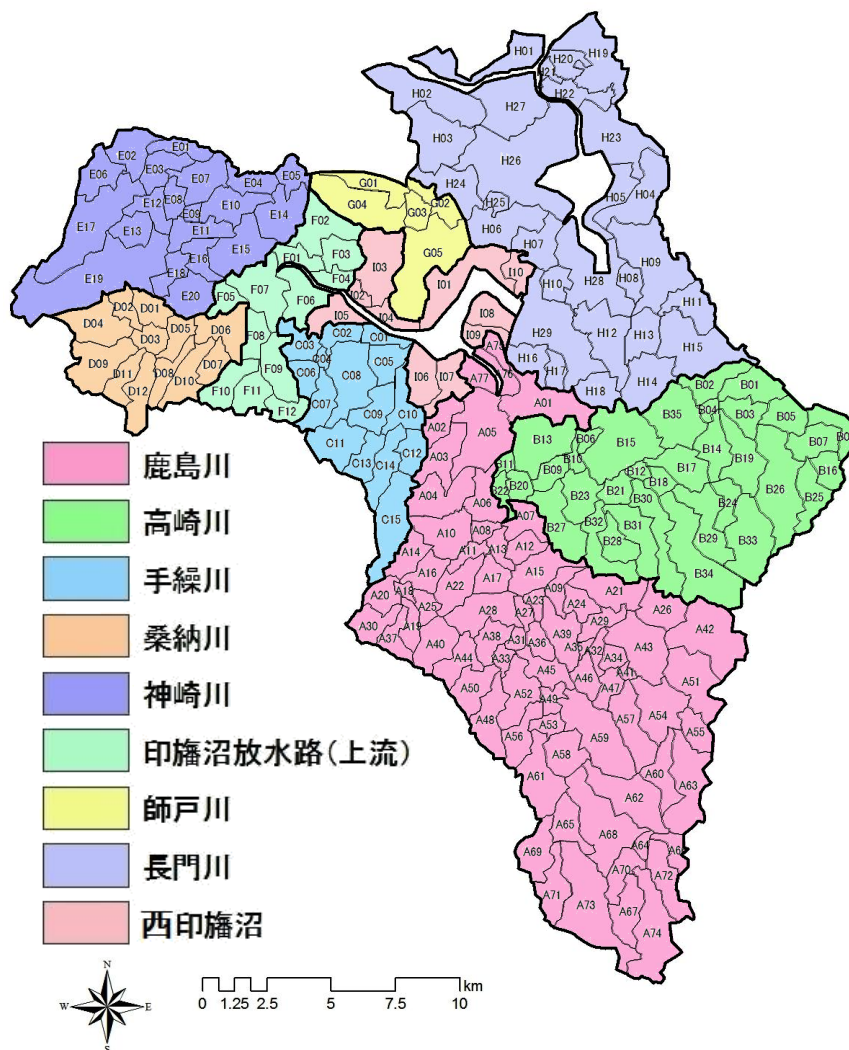 H01
H19
H20
H21
H02
H22
H27
H03
H23
E01
E02
H26
E03
E05
E06
E07
E04
G01
H24
H04
H05
E08
E12
G04
G02
H25
E10
E09
G03
E14
F02
E17
E13
E11
H06
H07
E15
G05
F03
F01
H09
E16
I03
I10
H08
E18
F04
I01
H28
E19
H10
F07
F05
I02
E20
F06
H11
D02
D01
I05
I04
I08
H12
D04
D05
D06
C02
C01
I09
H29
H13
D03
F08
C03
H15
H16
D09
C04
C05
D07
F09
C06
C08
I06
I07
A77
H17
D11
D08
H14
D10
B02
B01
D12
F10
F11
H18
C07
C09
C10
A01
F12
B35
B04
B03
B05
A02
A05
C11
B13
B06
B15
B07
B14
C12
A03
C13
C14
B11
B09
B10
B17
B19
B16
B12
B20
B18
A04
B22
B23
B21
B26
B25
A06
B30
B24
C15
A07
B27
B32
B31
A10
A08
B28
B29
B33
A14
A11
A13
A12
A16
A17
A15
B34
A20
A18
A22
A09
A21
A25
A23
A24
A28
A27
A26
A30
A19
A29
A42
A37
A38
A31
A36
A39
A40
A35
A32
A43
A44
A33
A34
A45
A46
A41
A51
A50
A52
A47
A49
A48
A53
A57
A54
A55
A56
A59
A58
A61
A60
A63
A62
A65
A68
A69
A64
A70
A72
A71
A73
A67
A74
鹿島川
高崎川
手繰川
桑納川
神崎川
印旛沼放水路(上流)
師戸川
長門川
西印旛沼
N
W E
S
km
0 1.25 2.5 5 7.5 10